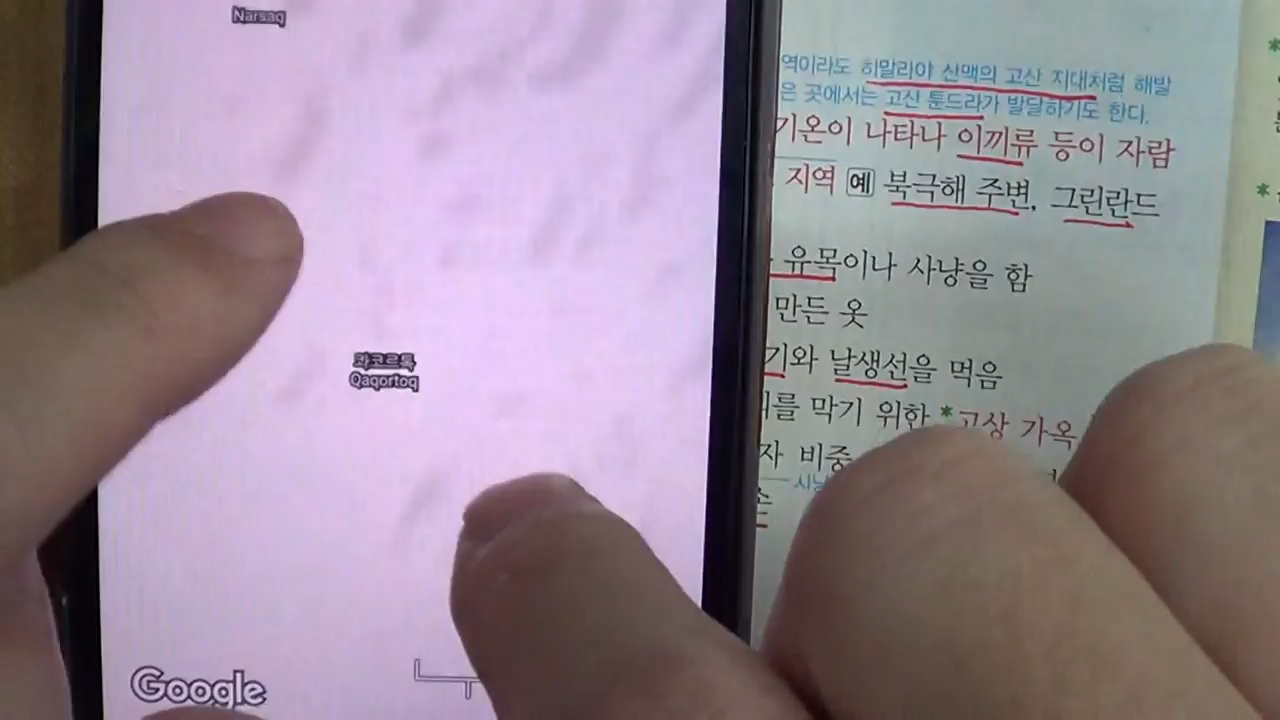 Narsaq
콰코르톡
Qaqortoq
Google
역이라도 히말리야 산맥의 고산 지대처럼 해발
은 곳에서는 고산 툰드라가 발달하기도 한다.
기온이 나타나 이끼류 등이 자람
지역 예 북극해 주변, 그린란드
유목이나 사냥을 함
만든 옷
기와 날생선을 먹음
를 막기 위한 *고상 가옥
자 비중